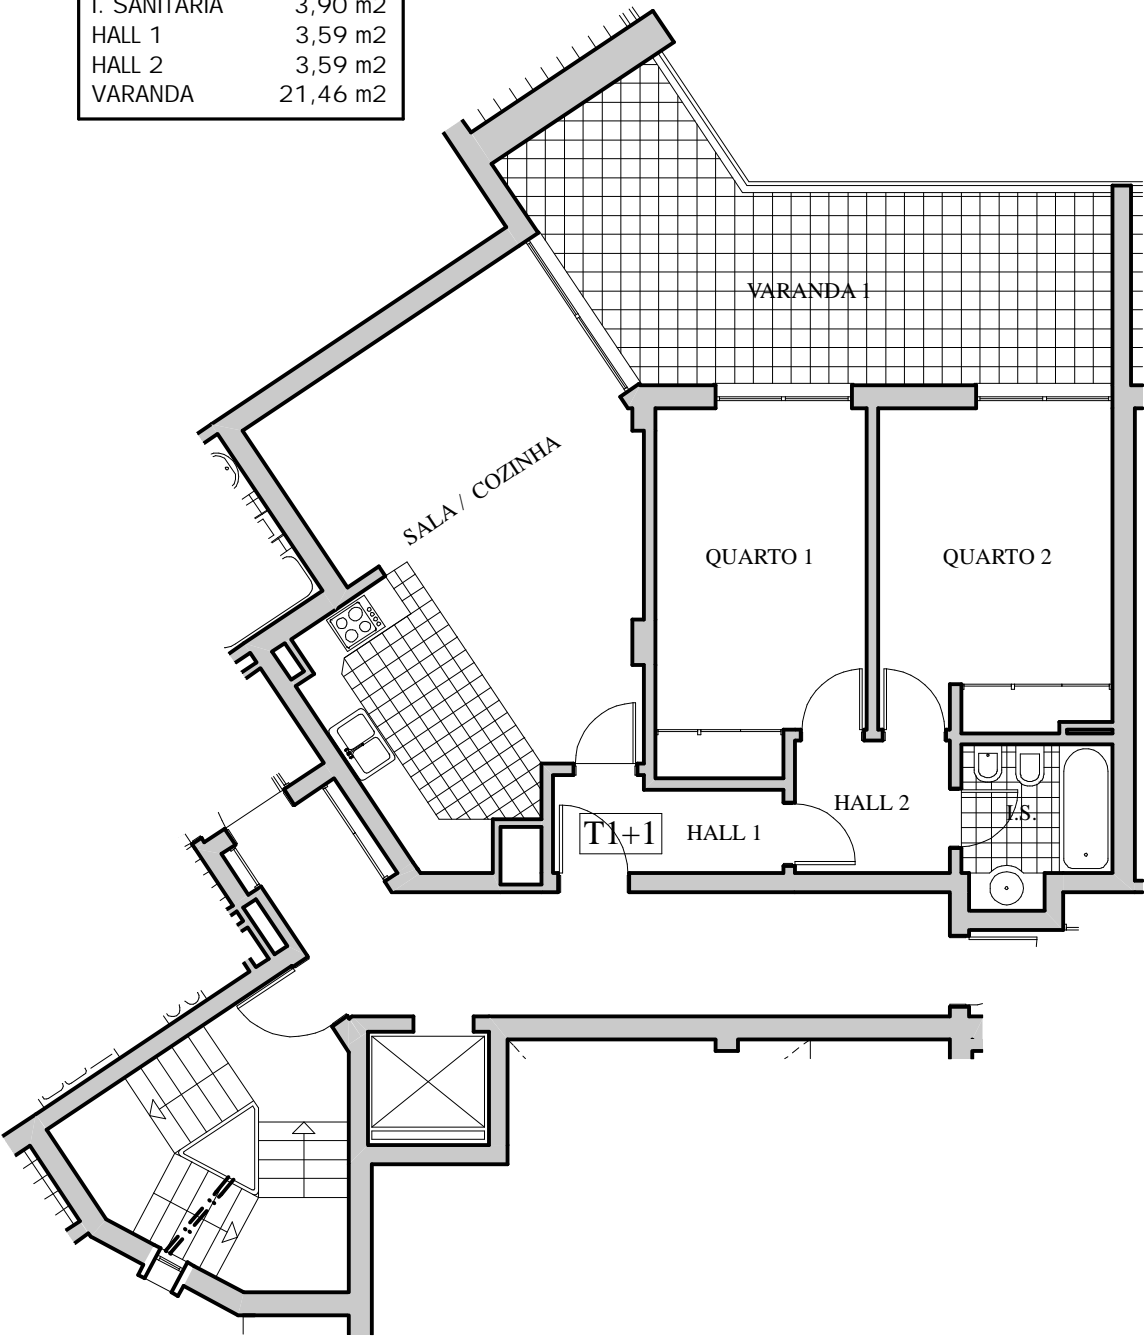 I. SANITARIA 3,90 m2
HALL 1 3,59 m2
HALL 2 3,59 m2
VARANDA 21,46 m2
VARANDA 1
SALA / COZINHA
QUARTO 1
QUARTO 2
HALL 2
I.S.
T1+1
HALL 1